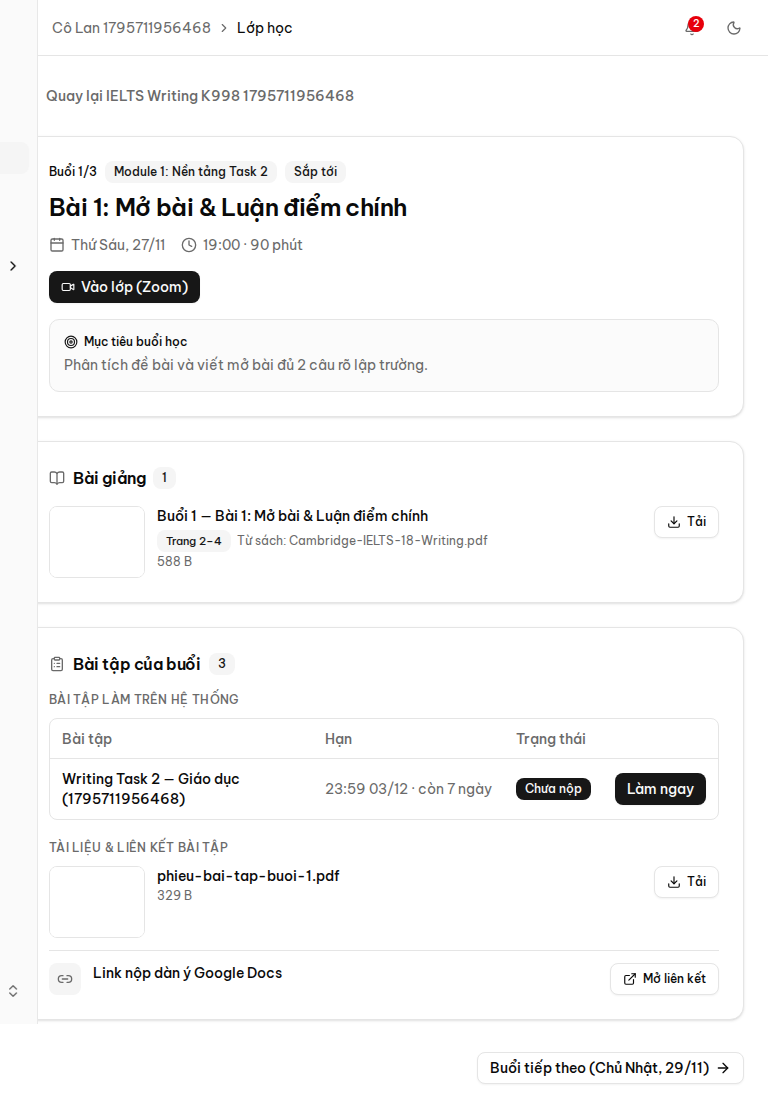 Cô Lan 1795711956468 > Lớp học
2
Quay lại IELTS Writing K998 1795711956468
Buổi 1/3 Module 1: Nền tảng Task 2 Sắp tới
Bài 1: Mở bài & Luận điểm chính
Thứ Sáu, 27/11 19:00 · 90 phút
Vào lớp (Zoom)
Mục tiêu buổi học
Phân tích đề bài và viết mở bài đủ 2 câu rõ lập trường.
Bài giảng 1
Buổi 1 — Bài 1: Mở bài & Luận điểm chính
Tải
Trang 2–4 Từ sách: Cambridge-IELTS-18-Writing.pdf
588 B
Bài tập của buổi 3
BÀI TẬP LÀM TRÊN HỆ THỐNG
Bài tập Hạn Trạng thái
Writing Task 2 — Giáo dục
(1795711956468)
23:59 03/12 · còn 7 ngày Chưa nộp Làm ngay
TÀI LIỆU & LIÊN KẾT BÀI TẬP
phieu-bai-tap-buoi-1.pdf
Tải
329 B
Link nộp dàn ý Google Docs
Mở liên kết
Buổi tiếp theo (Chủ Nhật, 29/11) →